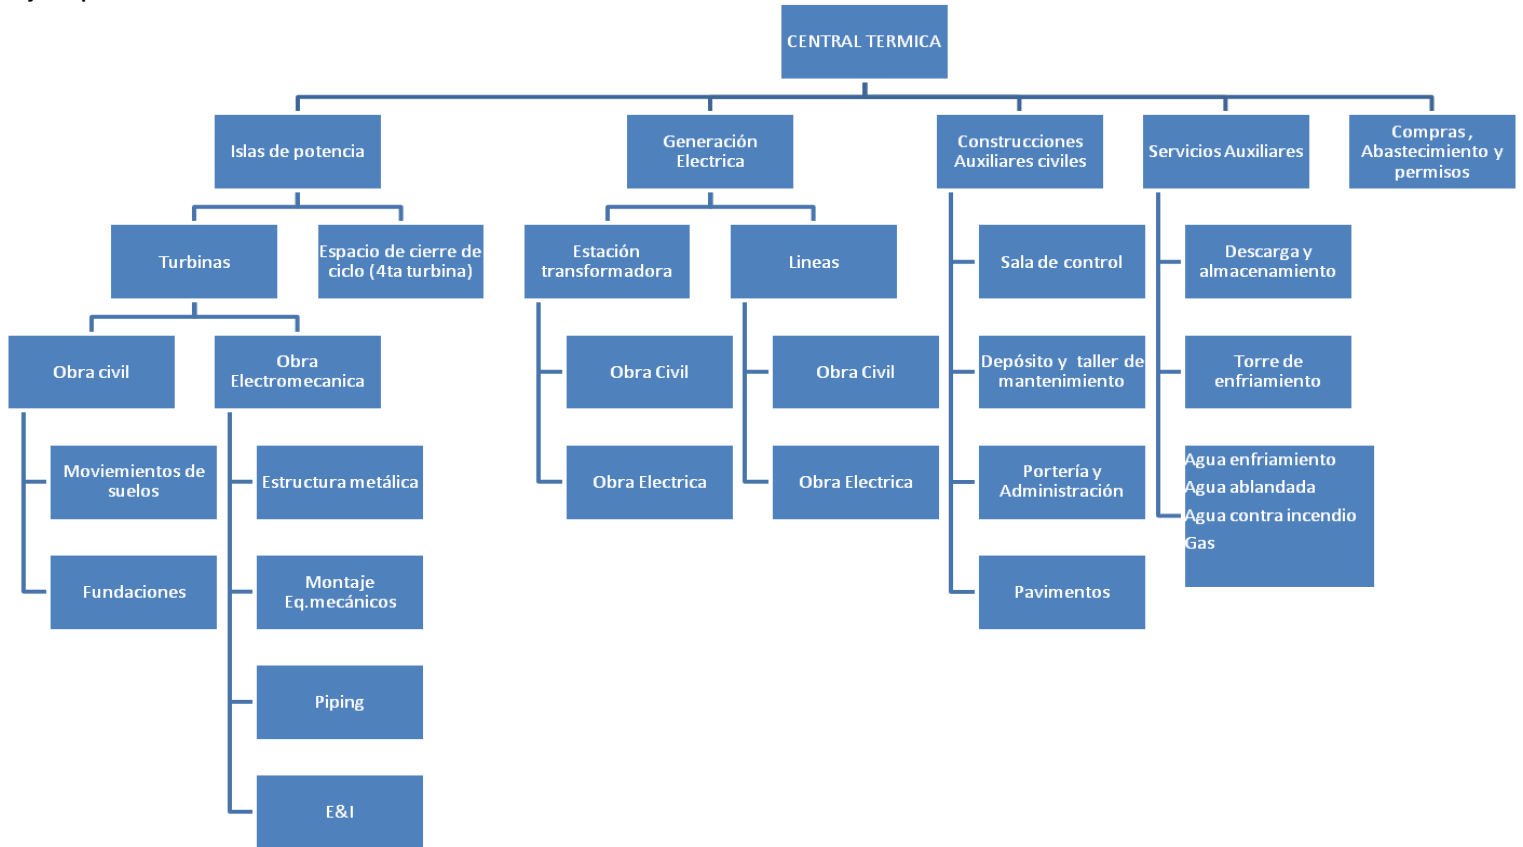 CENTRAL TERMICA
Islas de potencia
Generación
Electrica
Construcciones
Auxiliares civiles
Servicios Auxiliares
Compras ,
Abastecimiento y
permisos
Turbinas
Espacio de cierre de
ciclo (4ta turbina)
Estación
transformadora
Lineas
Sala de control
Descarga y
almacenamiento
Obra civil
Obra
Electromecanica
Obra Civil
Obra Civil
Depósito y taller de
mantenimiento
Torre de
enfriamiento
Moviemientos de
suelos
Estructura metálica
Obra Electrica
Obra Electrica
Portería y
Administración
Agua enfriamiento
Agua ablandada
Agua contra incendio
Gas
Fundaciones
Montaje
Eq.mecánicos
Pavimentos
Piping
E&I